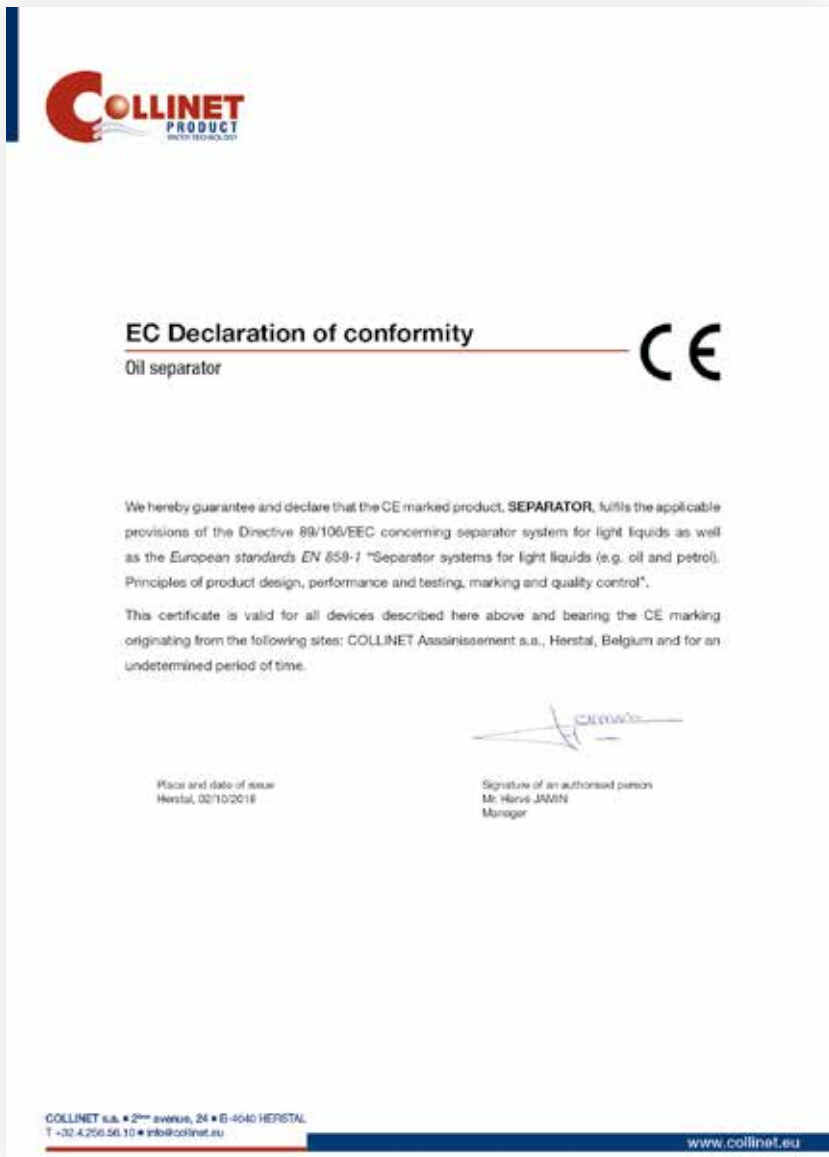 COLLINET
PRODUCT
WATER TECHNOLOGY
EC Declaration of conformity
CE
Oil separator
We hereby guarantee and declare that the CE marked product, SEPARATOR, fulfils the applicable
provisions of the Directive 89/106/EEC concerning separator system for light liquids as well
as the European standards EN 858-1 "Separator systems for light liquids (e.g. oil and petrol).
Principles of product design, performance and testing, marking and quality control".
This certificate is valid for all devices described here above and bearing the CE marking
originating from the following sites: COLLINET Assainissement s.a., Herstal, Belgium and for an
undetermined period of time.
Place and date of issue
Herstal, 02/10/2018
Signature of an authorised person
Mr. Hervé JAMIN
Manager
COLLINET s.a. • 2ème avenue, 24 • B-4040 HERSTAL
T +32.4.256.56.10 • info@collinet.eu
www.collinet.eu